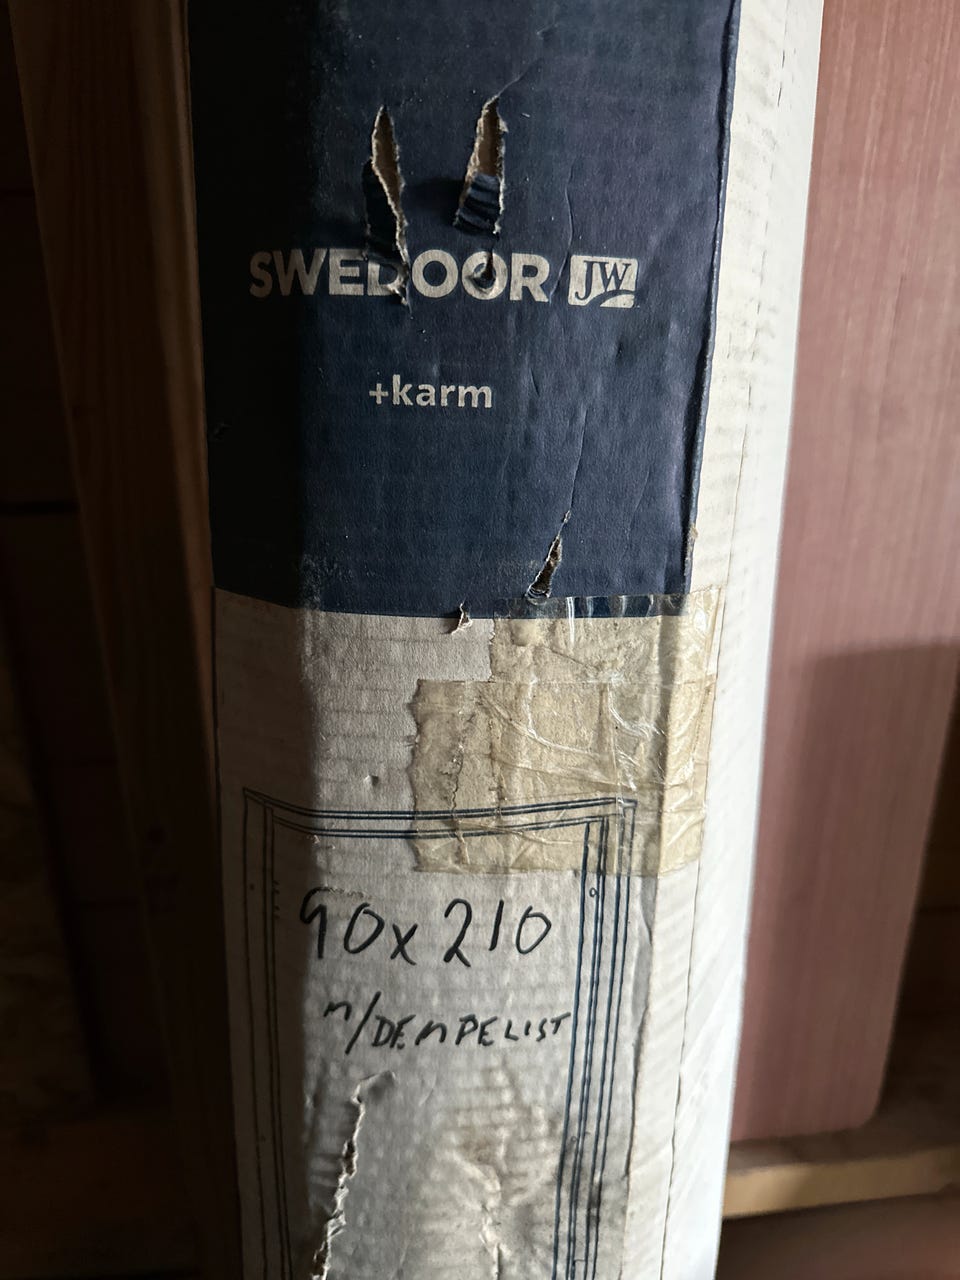 SWEDOOR JW
+karm
90x210
m/DEMPELIST